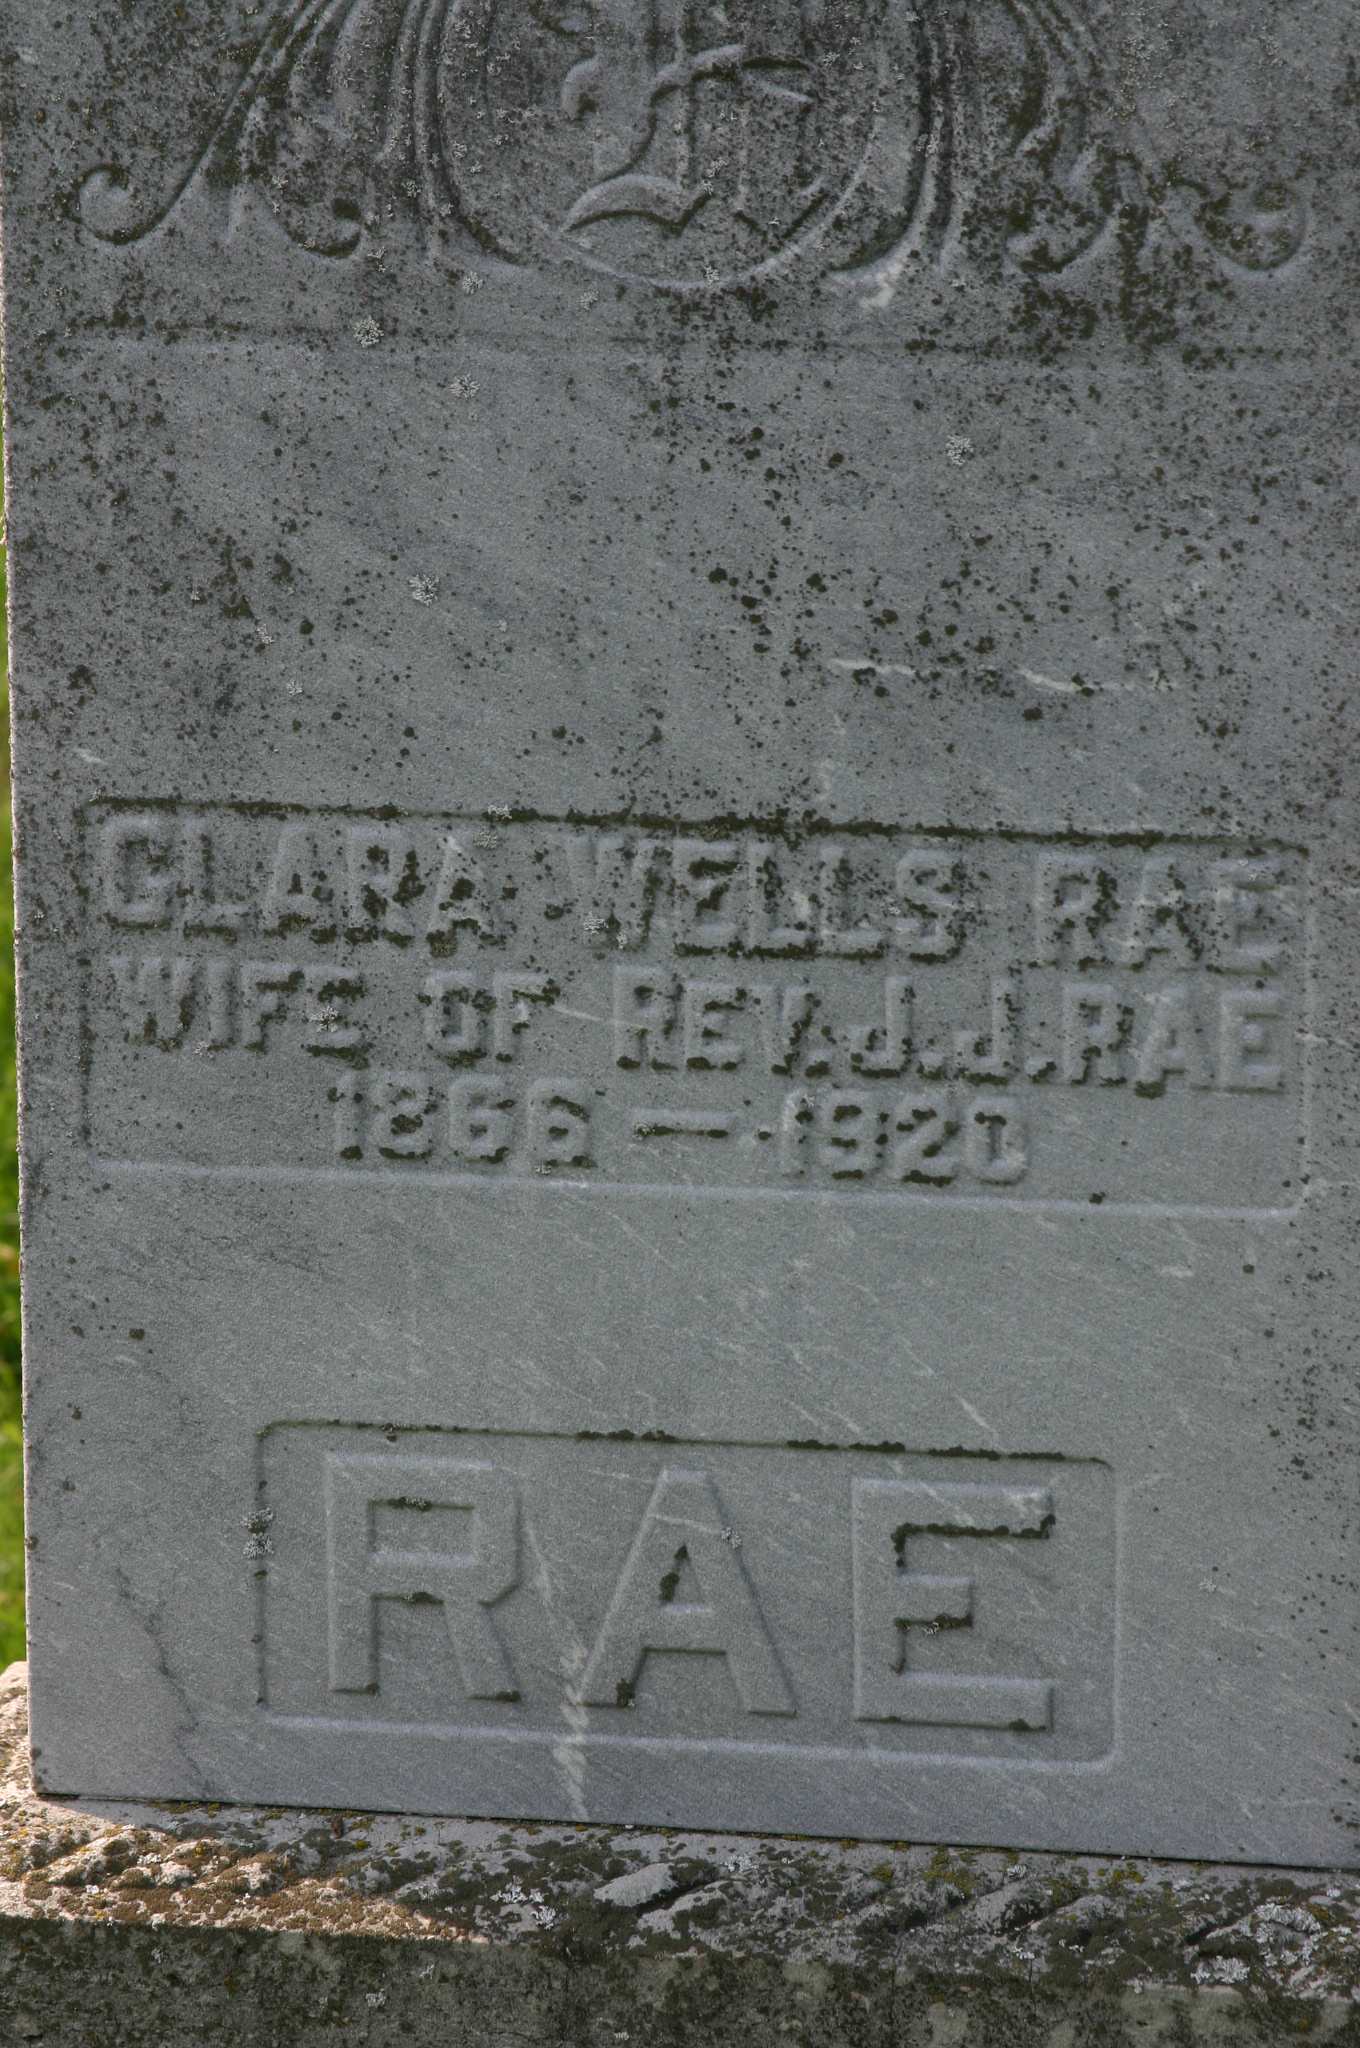 R
CLARA WELLS RAE
WIFE OF REV. J. J. RAE
1866 — 1920
RAE